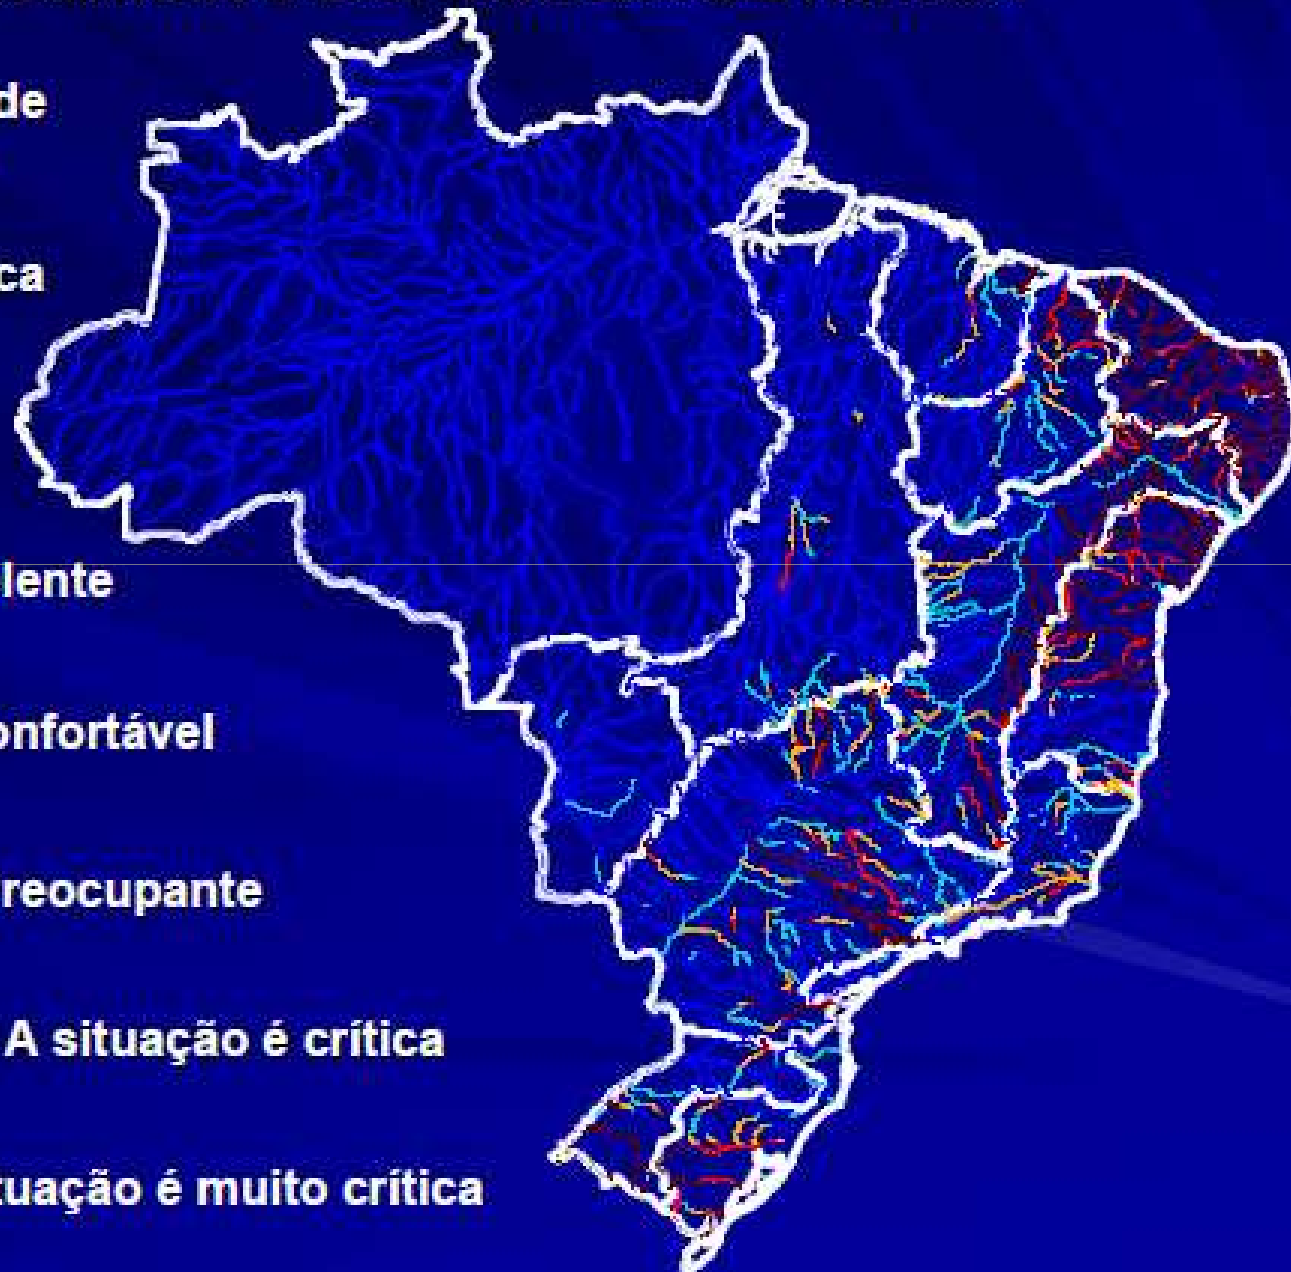 de
ca
lente
onfortável
reocupante
A situação é crítica
tuação é muito crítica